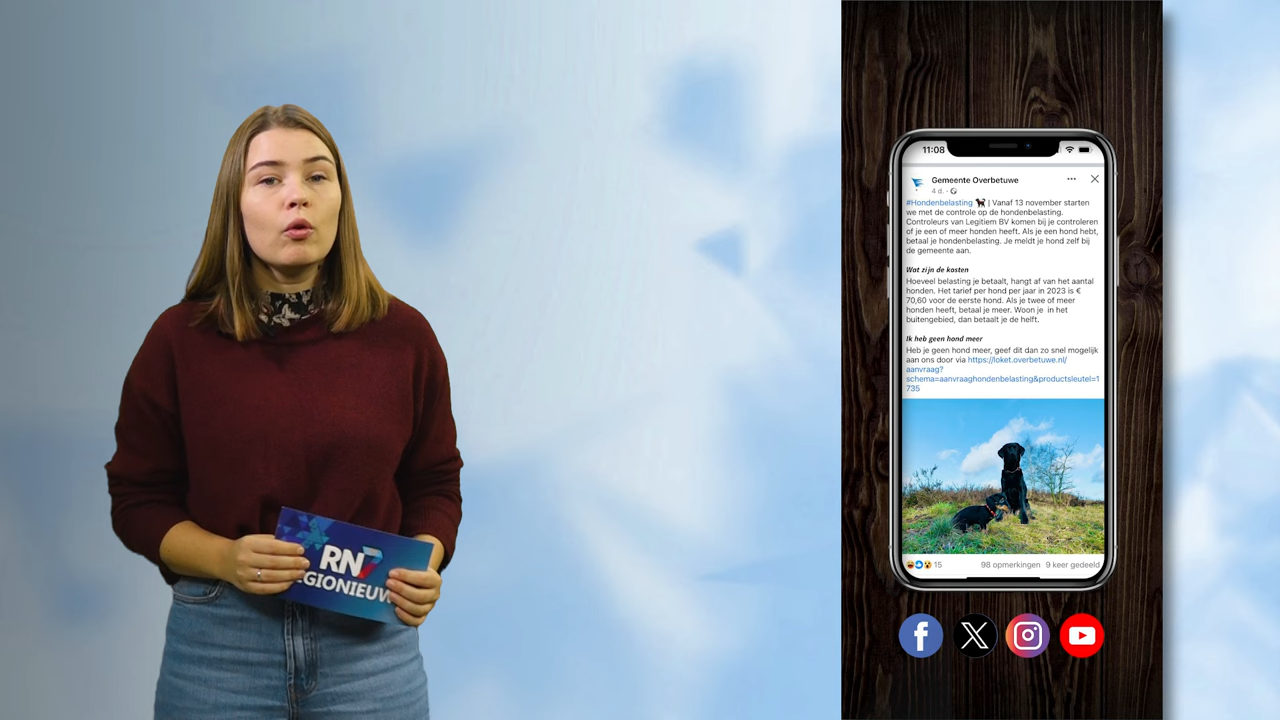 RN7
EGIONIEUW
11:08
Gemeente Overbetuwe
4 d.
#Hondenbelasting | Vanaf 13 november starten
we met de controle op de hondenbelasting.
Controleurs van Legitiem BV komen bij je controleren
of je een of meer honden heeft. Als je een hond hebt,
betaal je hondenbelasting. Je meldt je hond zelf bij
de gemeente aan.
Wat zijn de kosten
Hoeveel belasting je betaalt, hangt af van het aantal
honden. Het tarief per hond per jaar in 2023 is €
70,60 voor de eerste hond. Als je twee of meer
honden heeft, betaal je meer. Woon je in het
buitengebied, dan betaalt je de helft.
Ik heb geen hond meer
Heb je geen hond meer, geef dit dan zo snel mogelijk
aan ons door via https://loket.overbetuwe.nl/
aanvraag?
schema=aanvraaghondenbelasting&productsleutel=1
735
15
98 opmerkingen 9 keer gedeeld